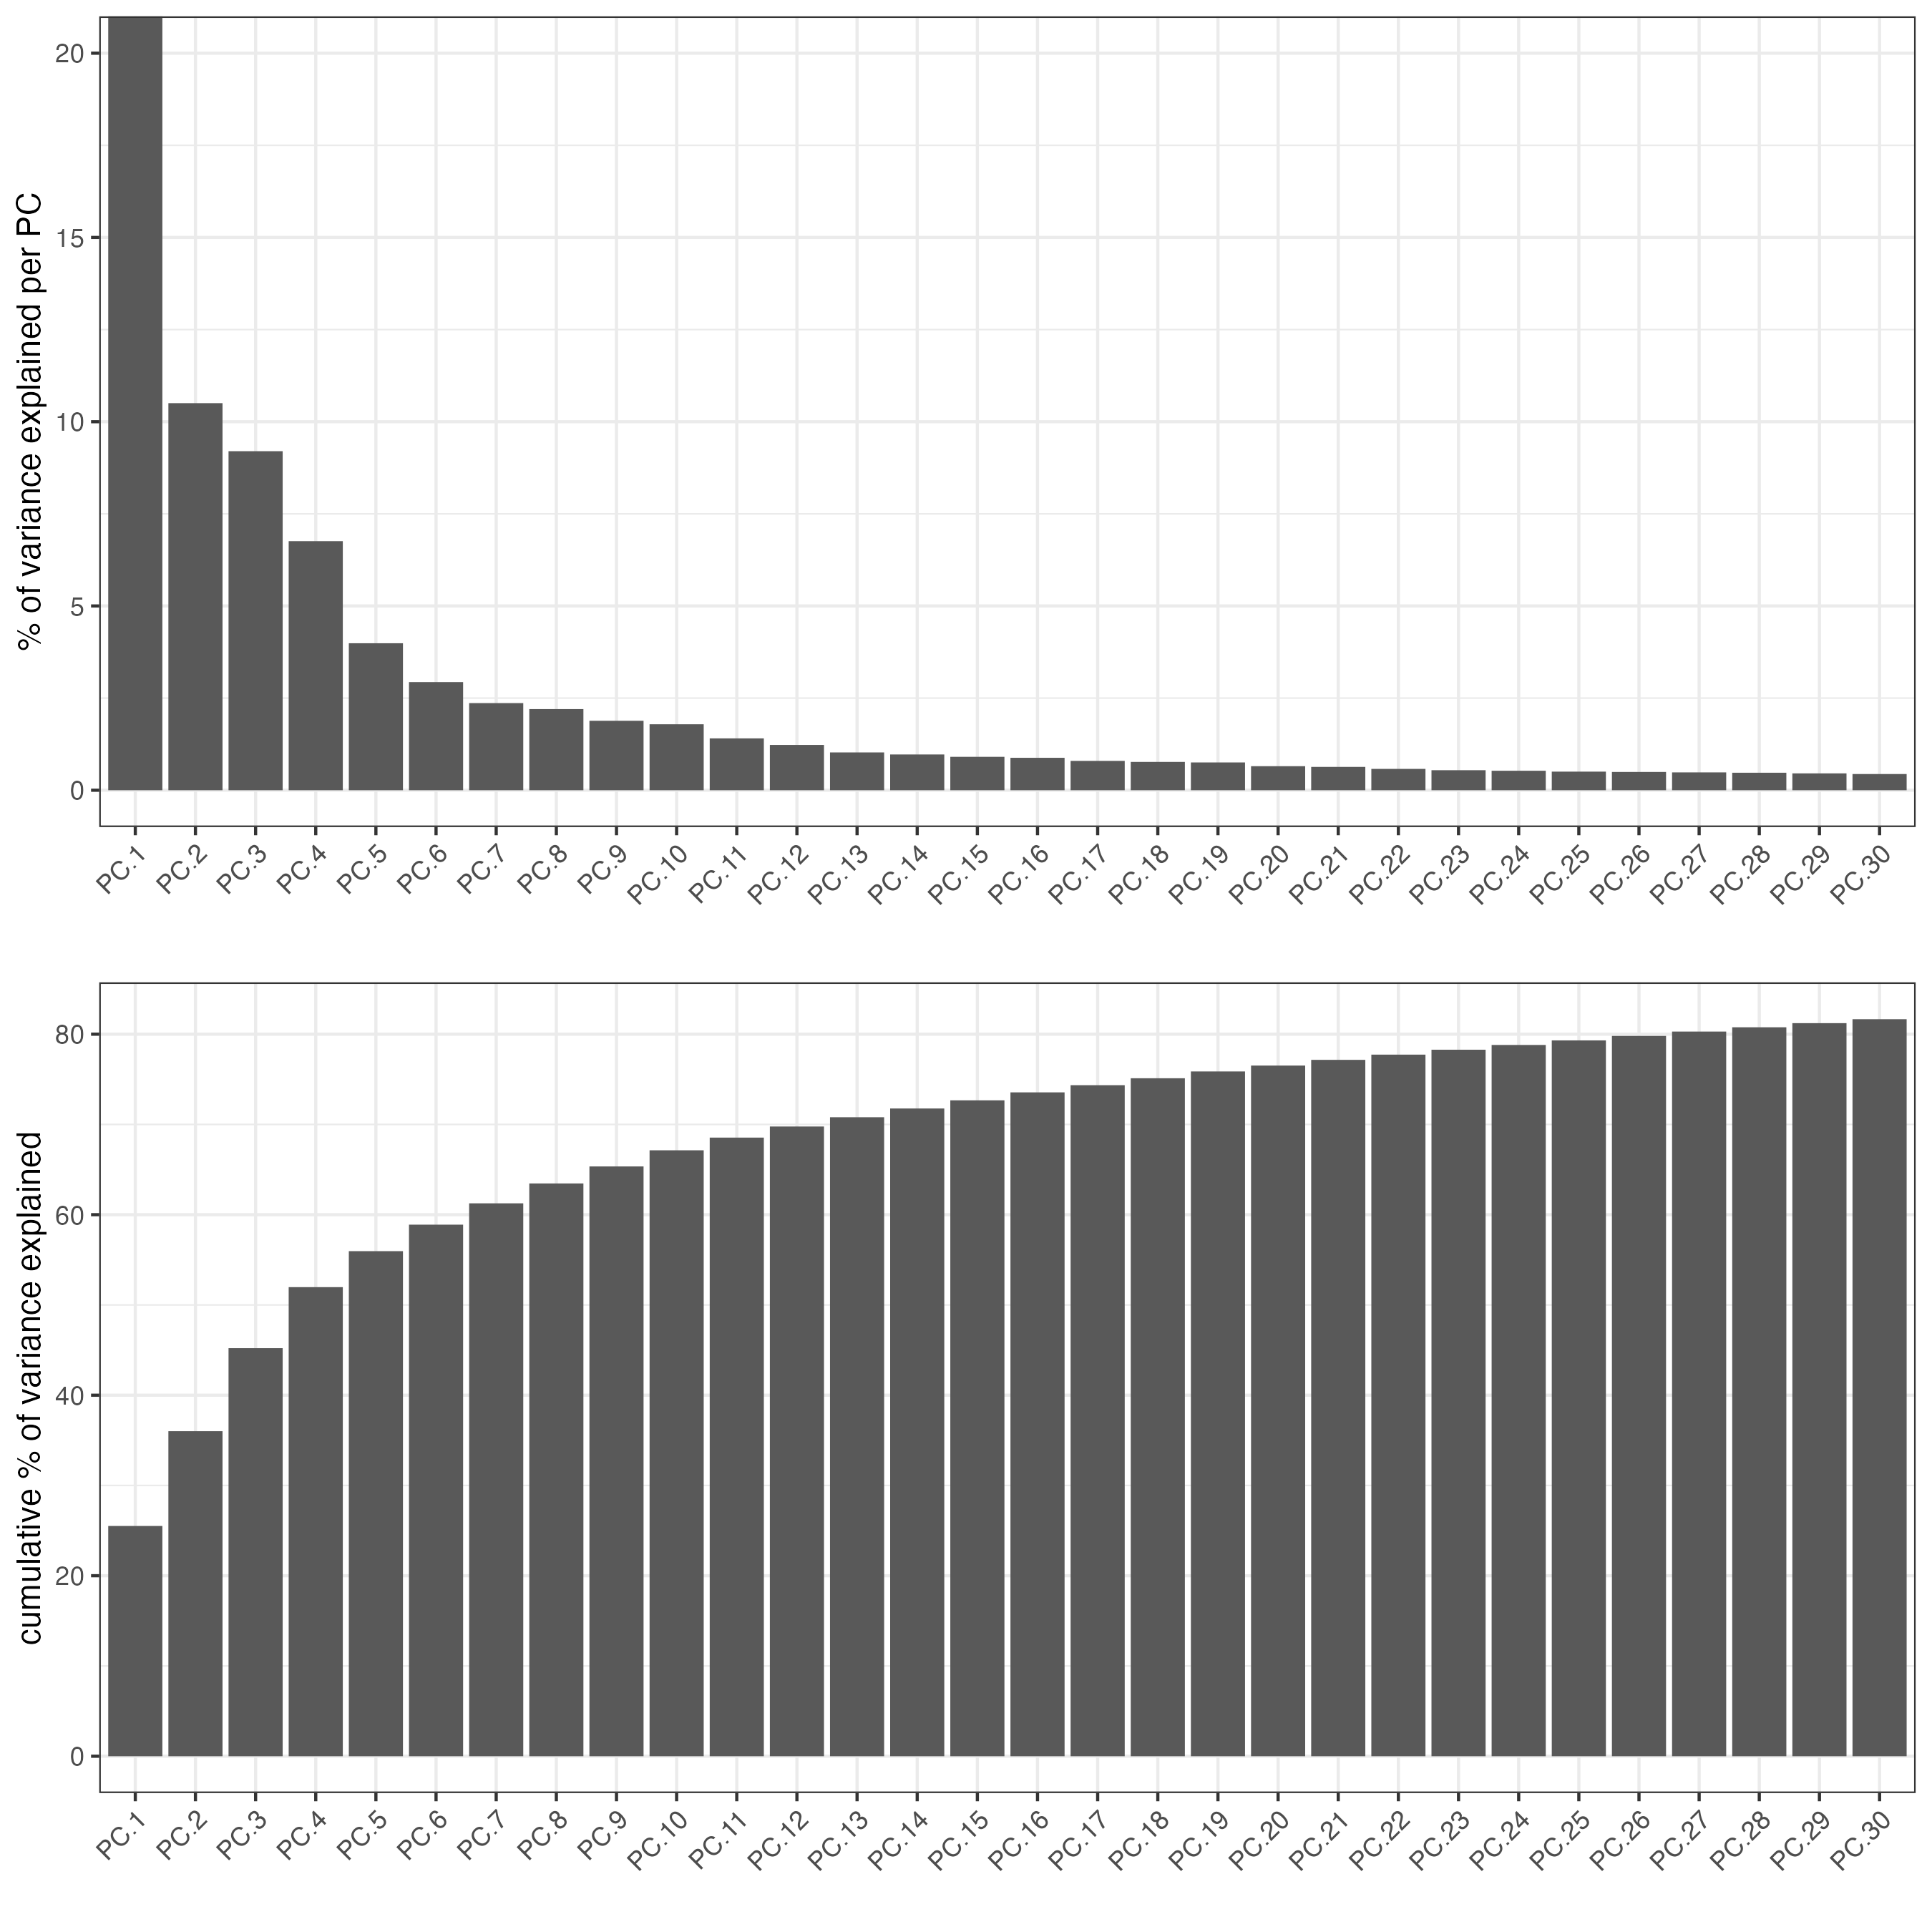 % of variance explained per PC
20
15
10
5
0
PC.1 PC.2 PC.3 PC.4 PC.5 PC.6 PC.7 PC.8 PC.9 PC.10 PC.11 PC.12 PC.13 PC.14 PC.15 PC.16 PC.17 PC.18 PC.19 PC.20 PC.21 PC.22 PC.23 PC.24 PC.25 PC.26 PC.27 PC.28 PC.29 PC.30
cumulative % of variance explained
80
60
40
20
0
PC.1 PC.2 PC.3 PC.4 PC.5 PC.6 PC.7 PC.8 PC.9 PC.10 PC.11 PC.12 PC.13 PC.14 PC.15 PC.16 PC.17 PC.18 PC.19 PC.20 PC.21 PC.22 PC.23 PC.24 PC.25 PC.26 PC.27 PC.28 PC.29 PC.30